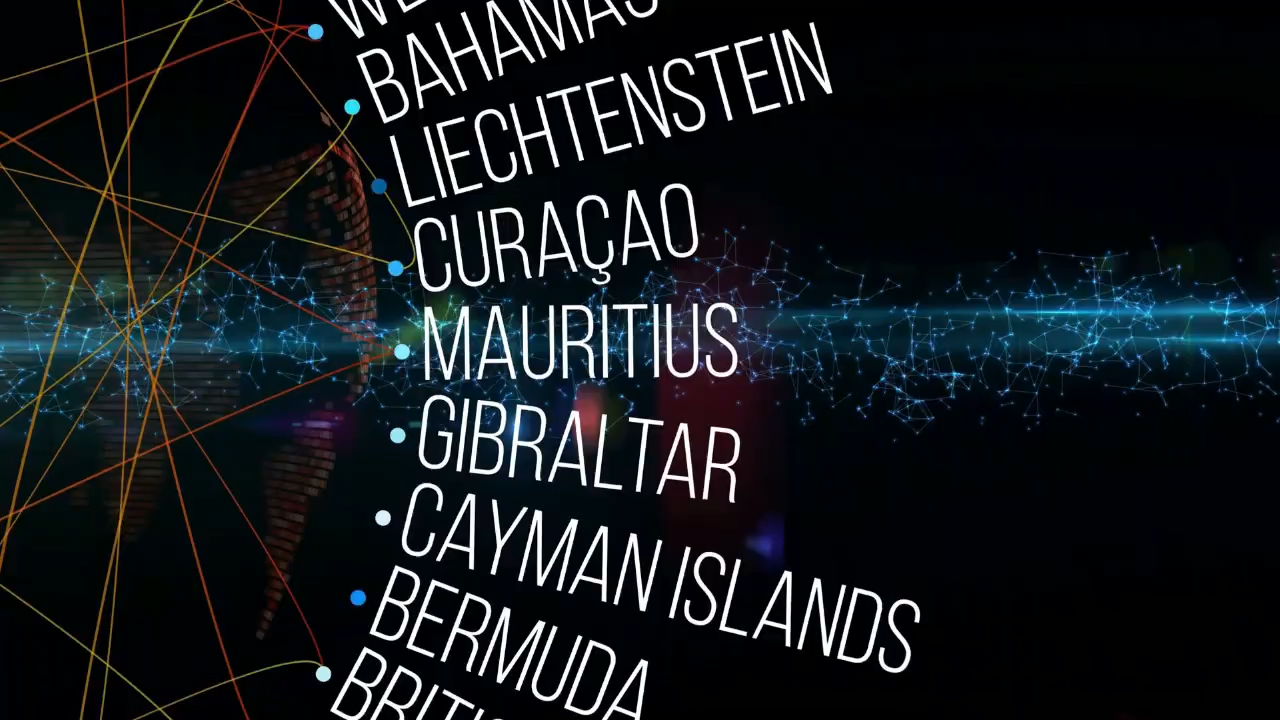 BAHAMAS
LIECHTENSTEIN
CURAÇAO
MAURITIUS
GIBRALTAR
CAYMAN ISLANDS
BERMUDA